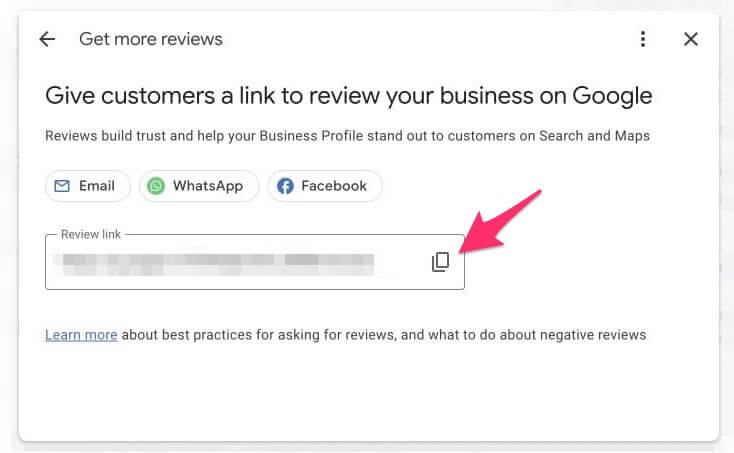 Get more reviews
Give customers a link to review your business on Google
Reviews build trust and help your Business Profile stand out to customers on Search and Maps
Email WhatsApp Facebook
Review link
Learn more about best practices for asking for reviews, and what to do about negative reviews